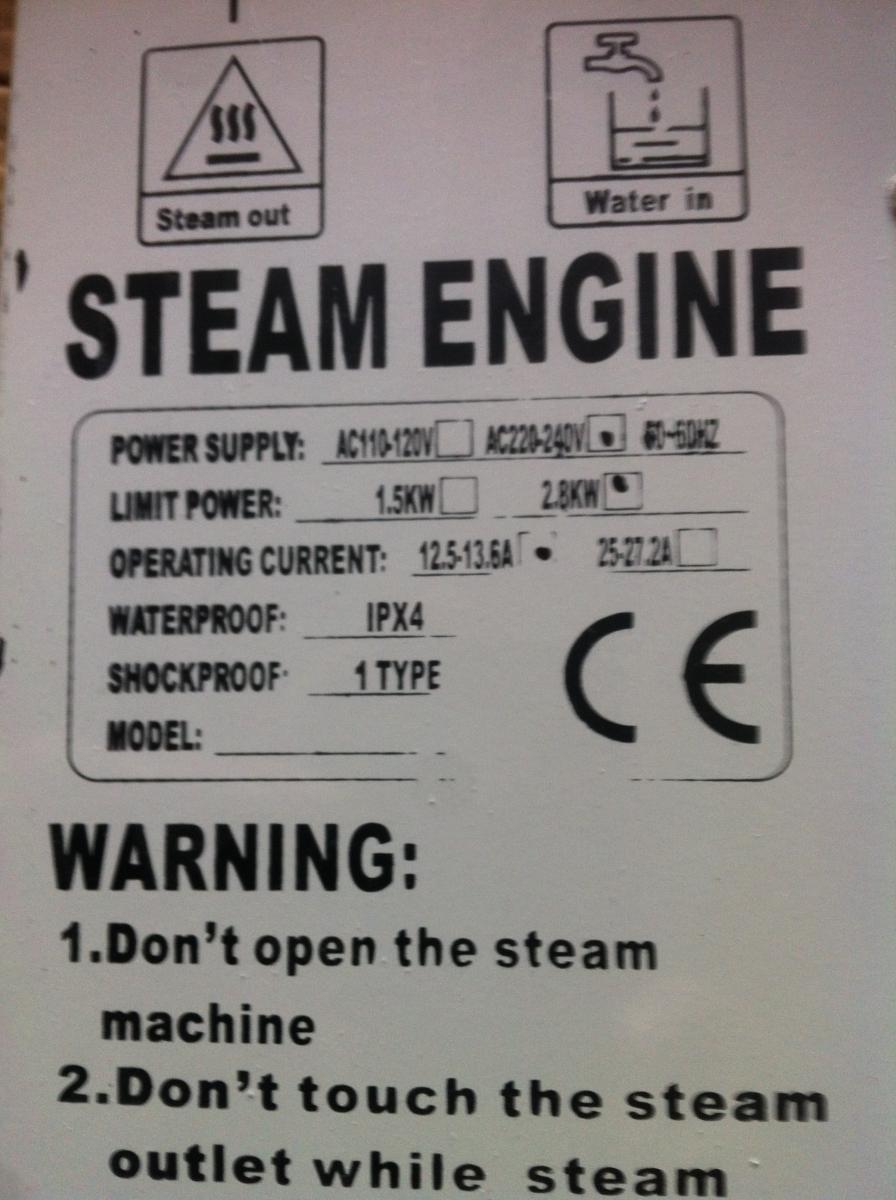 Steam out
Water in
STEAM ENGINE
POWER SUPPLY: AC110-120V AC220-240V 50~60HZ
LIMIT POWER: 1.5KW 2.8KW
OPERATING CURRENT: 12.5-13.6A 25-27.2A
WATERPROOF: IPX4
SHOCKPROOF: 1 TYPE
MODEL:
CE
WARNING:
1.Don't open the steam
machine
2.Don't touch the steam
outlet while steam